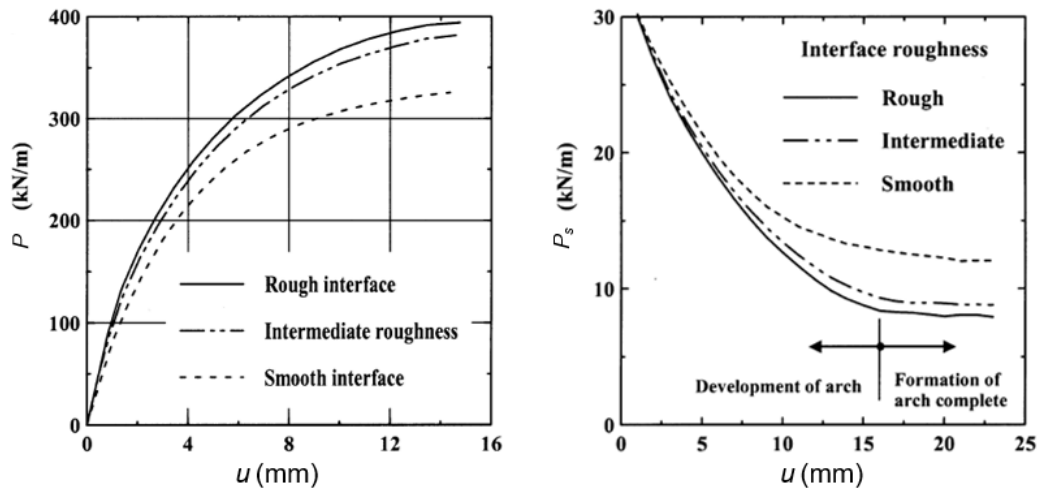 400
300
200
100
0
P (kN/m)
Rough interface
Intermediate roughness
Smooth interface
0 4 8 12 16
u (mm)
30
20
10
0
Ps (kN/m)
Interface roughness
Rough
Intermediate
Smooth
Development of arch
Formation of
arch complete
0 5 10 15 20 25
u (mm)